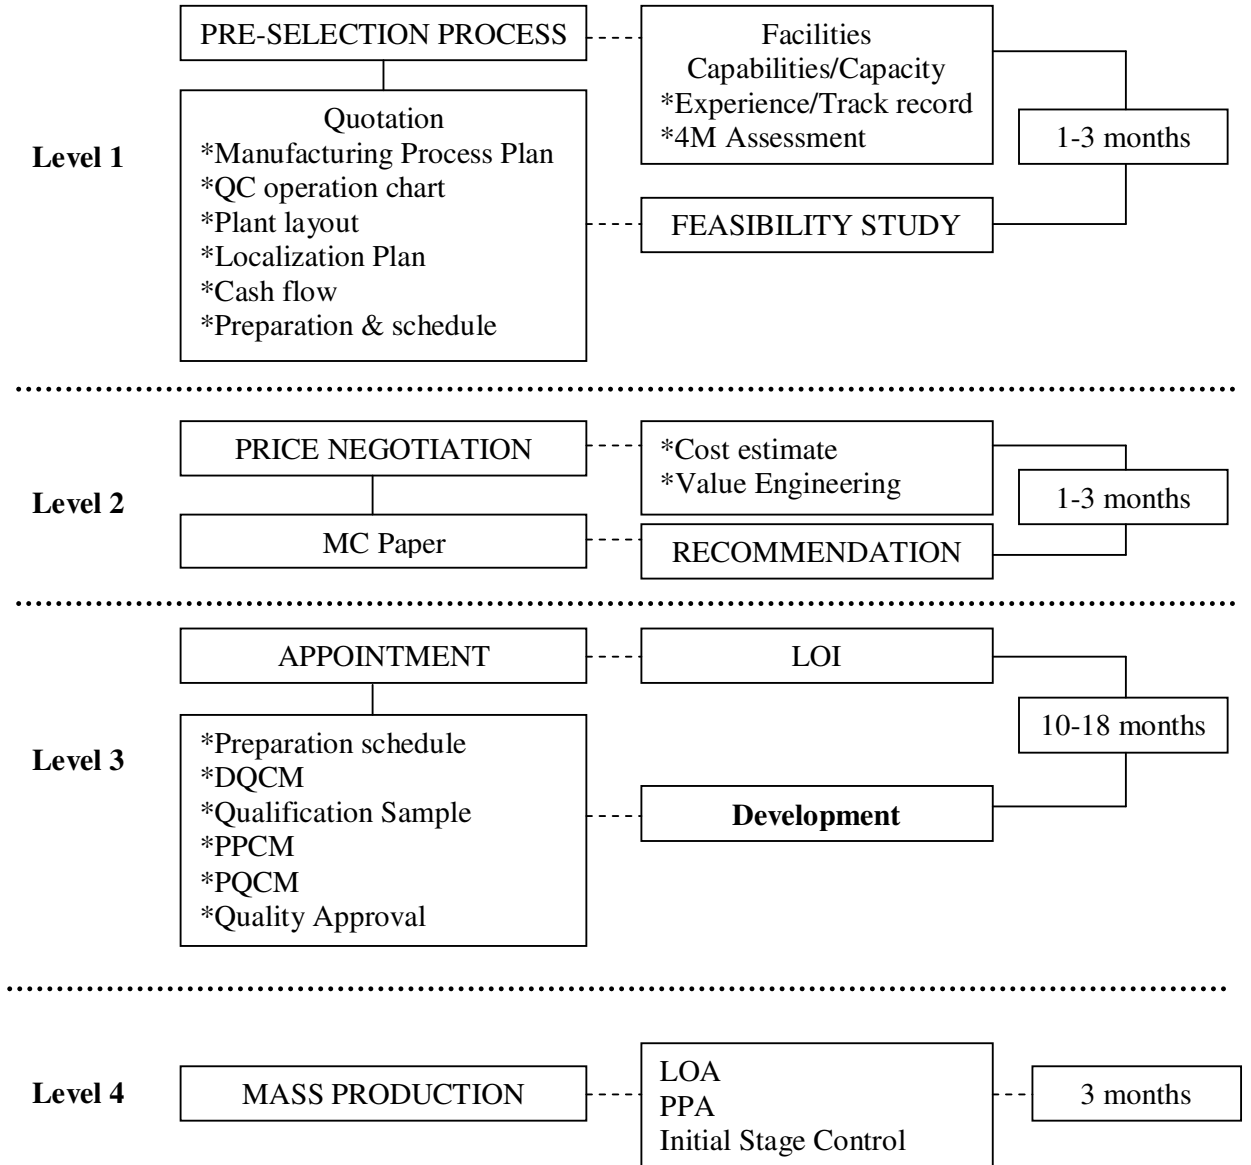 PRE-SELECTION PROCESS
Facilities
Capabilities/Capacity
*Experience/Track record
*4M Assessment
1-3 months
Level 1
Quotation
*Manufacturing Process Plan
*QC operation chart
*Plant layout
*Localization Plan
*Cash flow
*Preparation & schedule
FEASIBILITY STUDY
Level 2
PRICE NEGOTIATION
*Cost estimate
*Value Engineering
1-3 months
MC Paper
RECOMMENDATION
Level 3
APPOINTMENT
LOI
10-18 months
*Preparation schedule
*DQCM
*Qualification Sample
*PPCM
*PQCM
*Quality Approval
Development
Level 4
MASS PRODUCTION
LOA
PPA
Initial Stage Control
3 months